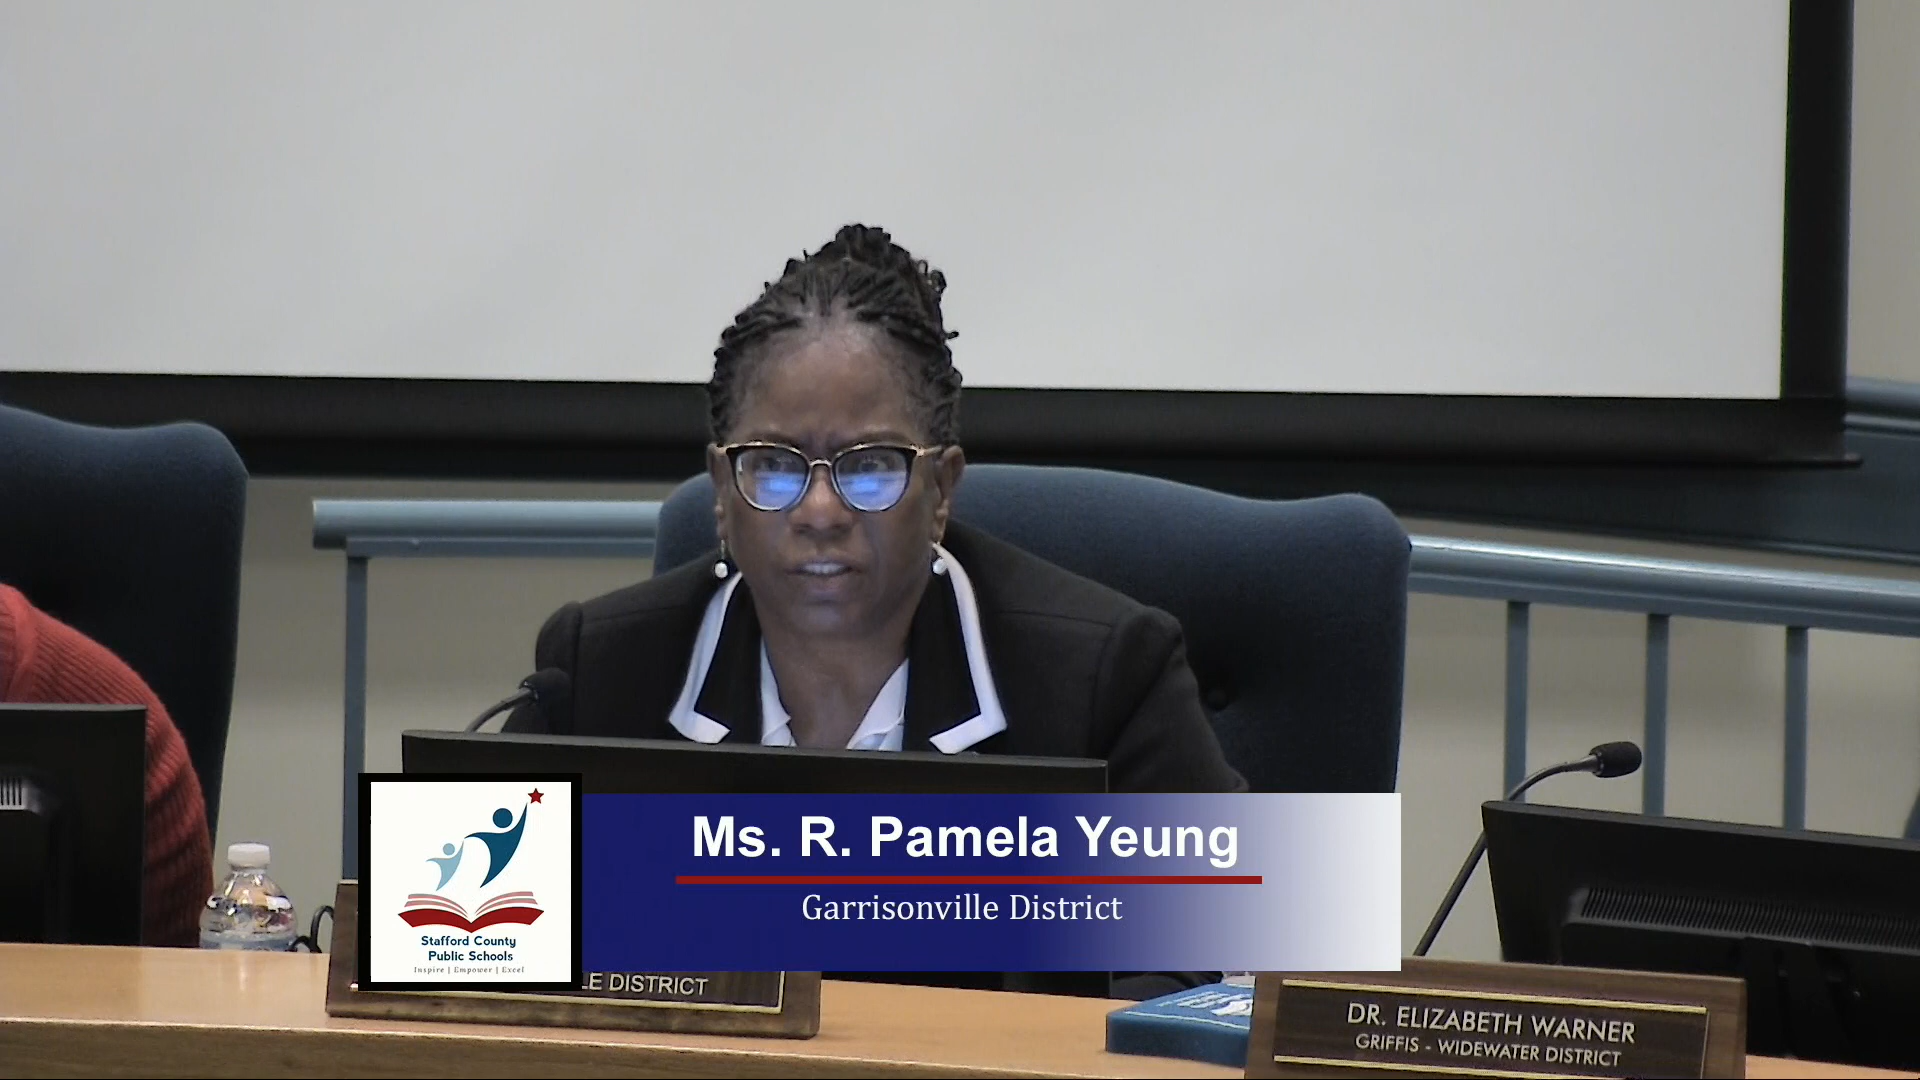 Ms. R. Pamela Yeung
Garrisonville District
Stafford County
Public Schools
Inspire | Empower | Excel
LE DISTRICT
DR. ELIZABETH WARNER
GRIFFIS - WIDEWATER DISTRICT